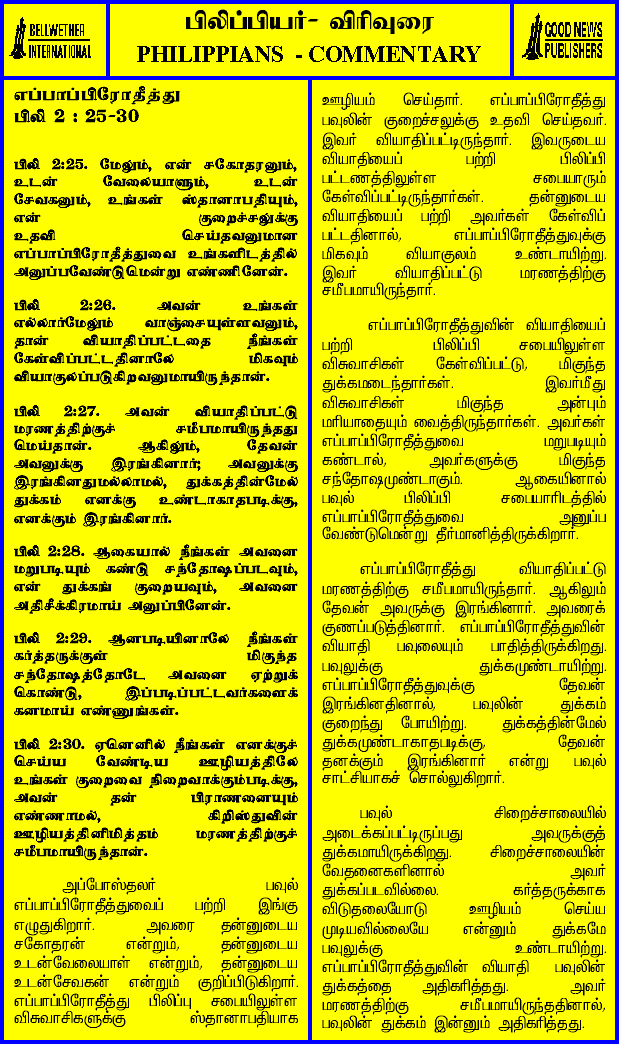 BELLWETHER
INTERNATIONAL
பிலிப்பியர்- விரிவுரை
PHILIPPIANS - COMMENTARY
GOOD NEWS
PUBLISHERS
எப்பாப்பிரோதீத்து
பிலி 2 : 25-30
பிலி 2:25. மேலும், என் சகோதரனும்,
உடன் வேலையாளும், உடன்
சேவகனும், உங்கள் ஸ்தானாபதியும்,
என் குறைச்சலுக்கு
உதவி செய்தவனுமான
எப்பாப்பிரோதீத்துவை உங்களிடத்தில்
அனுப்பவேண்டுமென்று எண்ணினேன்.
பிலி 2:26. அவன் உங்கள்
எல்லார்மேலும் வாஞ்சையுள்ளவனும்,
தான் வியாதிப்பட்டதை நீங்கள்
கேள்விப்பட்டதினாலே மிகவும்
வியாகுலப்படுகிறவனுமாயிருந்தான்.
பிலி 2:27. அவன் வியாதிப்பட்டு
மரணத்திற்குச் சமீபமாயிருந்தது
மெய்தான். ஆகிலும், தேவன்
அவனுக்கு இரங்கினார்; அவனுக்கு
இரங்கினதுமல்லாமல், துக்கத்தின்மேல்
துக்கம் எனக்கு உண்டாகாதபடிக்கு,
எனக்கும் இரங்கினார்.
பிலி 2:28. ஆகையால் நீங்கள் அவனை
மறுபடியும் கண்டு சந்தோஷப்படவும்,
என் துக்கங் குறையவும், அவனை
அதிசீக்கிரமாய் அனுப்பினேன்.
பிலி 2:29. ஆனபடியினாலே நீங்கள்
கர்த்தருக்குள் மிகுந்த
சந்தோஷத்தோடே அவனை ஏற்றுக்
கொண்டு, இப்படிப்பட்டவர்களைக்
கனமாய் எண்ணுங்கள்.
பிலி 2:30. ஏனெனில் நீங்கள் எனக்குச்
செய்ய வேண்டிய ஊழியத்திலே
உங்கள் குறைவை நிறைவாக்கும்படிக்கு,
அவன் தன் பிராணனையும்
எண்ணாமல், கிறிஸ்துவின்
ஊழியத்தினிமித்தம் மரணத்திற்குச்
சமீபமாயிருந்தான்.
அப்போஸ்தலர் பவுல்
எப்பாப்பிரோதீத்துவைப் பற்றி இங்கு
எழுதுகிறார். அவரை தன்னுடைய
சகோதரன் என்றும், தன்னுடைய
உடன்வேலையாள் என்றும், தன்னுடைய
உடன்சேவகன் என்றும் குறிப்பிடுகிறார்.
எப்பாப்பிரோதீத்து பிலிப்பு சபையிலுள்ள
விசுவாசிகளுக்கு ஸ்தானாபதியாக
ஊழியம் செய்தார். எப்பாப்பிரோதீத்து
பவுலின் குறைச்சலுக்கு உதவி செய்தவர்.
இவர் வியாதிப்பட்டிருந்தார். இவருடைய
வியாதியைப் பற்றி பிலிப்பி
பட்டணத்திலுள்ள சபையாரும்
கேள்விப்பட்டிருந்தார்கள். தன்னுடைய
வியாதியைப் பற்றி அவர்கள் கேள்விப்
பட்டதினால், எப்பாப்பிரோதீத்துவுக்கு
மிகவும் வியாகுலம் உண்டாயிற்று.
இவர் வியாதிப்பட்டு மரணத்திற்கு
சமீபமாயிருந்தார்.
எப்பாப்பிரோதீத்துவின் வியாதியைப்
பற்றி பிலிப்பி சபையிலுள்ள
விசுவாசிகள் கேள்விப்பட்டு, மிகுந்த
துக்கமடைந்தார்கள். இவர்மீது
விசுவாசிகள் மிகுந்த அன்பும்
மரியாதையும் வைத்திருந்தார்கள். அவர்கள்
எப்பாப்பிரோதீத்துவை மறுபடியும்
கண்டால், அவர்களுக்கு மிகுந்த
சந்தோஷமுண்டாகும். ஆகையினால்
பவுல் பிலிப்பி சபையாரிடத்தில்
எப்பாப்பிரோதீத்துவை அனுப்ப
வேண்டுமென்று தீர்மானித்திருக்கிறார்.
எப்பாப்பிரோதீத்து வியாதிப்பட்டு
மரணத்திற்கு சமீபமாயிருந்தார். ஆகிலும்
தேவன் அவருக்கு இரங்கினார். அவரைக்
குணப்படுத்தினார். எப்பாப்பிரோதீத்துவின்
வியாதி பவுலையும் பாதித்திருக்கிறது.
பவுலுக்கு துக்கமுண்டாயிற்று.
எப்பாப்பிரோதீத்துவுக்கு தேவன்
இரங்கினதினால், பவுலின் துக்கம்
குறைந்து போயிற்று. துக்கத்தின்மேல்
துக்கமுண்டாகாதபடிக்கு, தேவன்
தனக்கும் இரங்கினார் என்று பவுல்
சாட்சியாகச் சொல்லுகிறார்.
பவுல் சிறைச்சாலையில்
அடைக்கப்பட்டிருப்பது அவருக்குத்
துக்கமாயிருக்கிறது. சிறைச்சாலையின்
வேதனைகளினால் அவர்
துக்கப்படவில்லை. கர்த்தருக்காக
விடுதலையோடு ஊழியம் செய்ய
முடியவில்லையே என்னும் துக்கமே
பவுலுக்கு உண்டாயிற்று.
எப்பாப்பிரோதீத்துவின் வியாதி பவுலின்
துக்கத்தை அதிகரித்தது. அவர்
மரணத்திற்கு சமீபமாயிருந்ததினால்,
பவுலின் துக்கம் இன்னும் அதிகரித்தது.